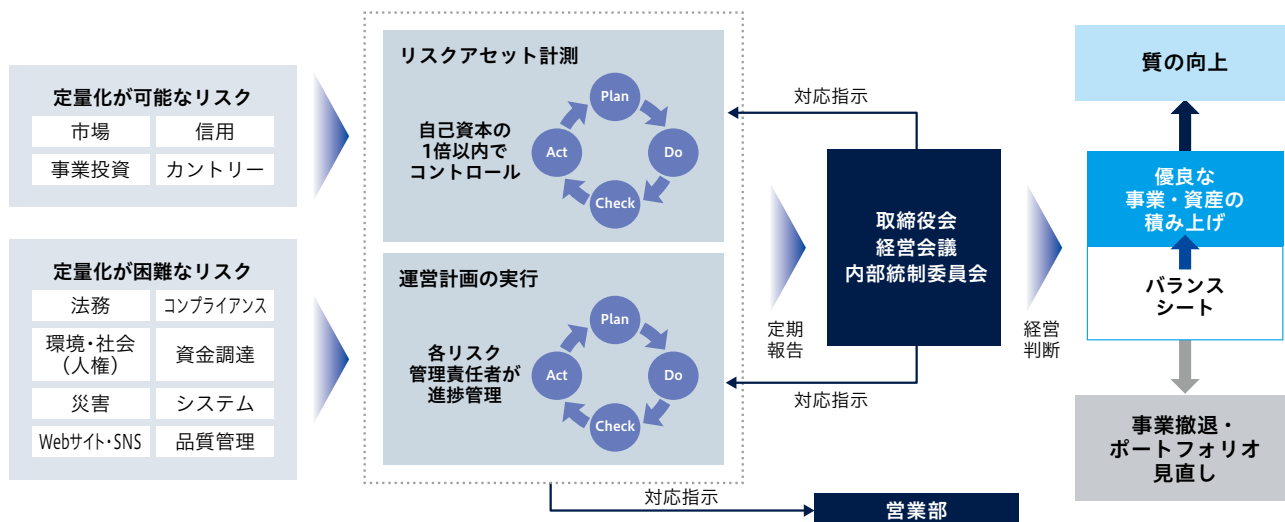 定量化が可能なリスク
市場
信用
事業投資
カントリー
定量化が困難なリスク
法務
コンプライアンス
環境・社会
(人権)
資金調達
災害
システム
Webサイト・SNS
品質管理
リスクアセット計測
自己資本の
1倍以内で
コントロール
Plan
Do
Check
Act
運営計画の実行
各リスク
管理責任者が
進捗管理
Plan
Do
Check
Act
定期
報告
対応指示
取締役会
経営会議
内部統制委員会
対応指示
対応指示
営業部
経営
判断
質の向上
優良な
事業・資産の
積み上げ
バランス
シート
事業撤退・
ポートフォリオ
見直し